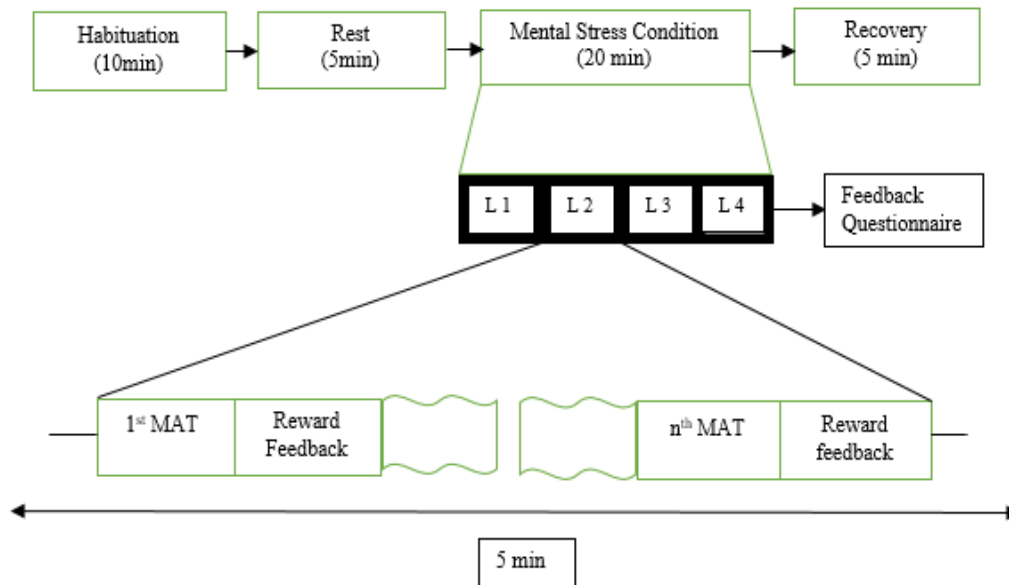 Habituation
(10min)
Rest
(5min)
Mental Stress Condition
(20 min)
Recovery
(5 min)
L 1
L 2
L 3
L 4
Feedback
Questionnaire
1st MAT
Reward
Feedback
nth MAT
Reward
feedback
5 min